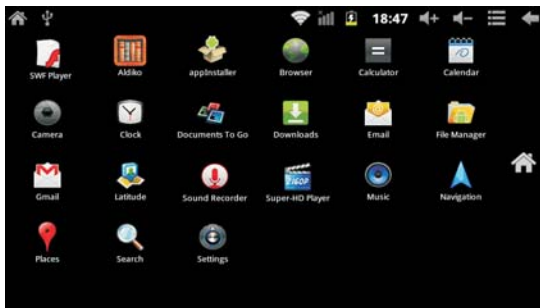 18:47
SWF Player Aldiko appInstaller Browser Calculator Calendar
Camera Clock Documents To Go Downloads Email File Manager
Gmail Latitude Sound Recorder Super-HD Player Music Navigation
2160P
Places Search Settings